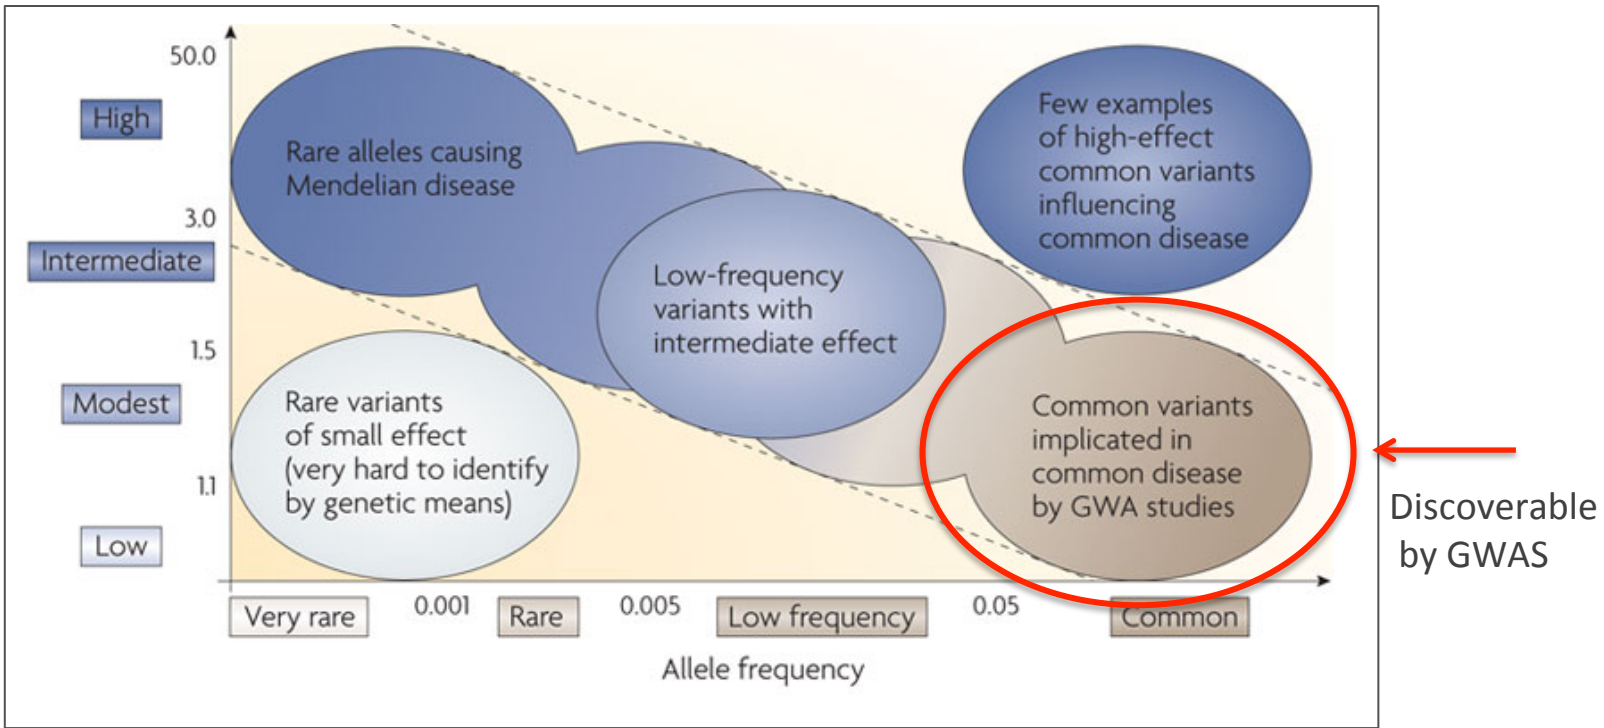 50.0
High
3.0
Intermediate
1.5
Modest
1.1
Low
Rare alleles causing
Mendelian disease
Few examples
of high-effect
common variants
influencing
common disease
Low-frequency
variants with
intermediate effect
Rare variants
of small effect
(very hard to identify
by genetic means)
Common variants
implicated in
common disease
by GWA studies
Discoverable
by GWAS
Very rare
0.001
Rare
0.005
Low frequency
0.05
Common
Allele frequency